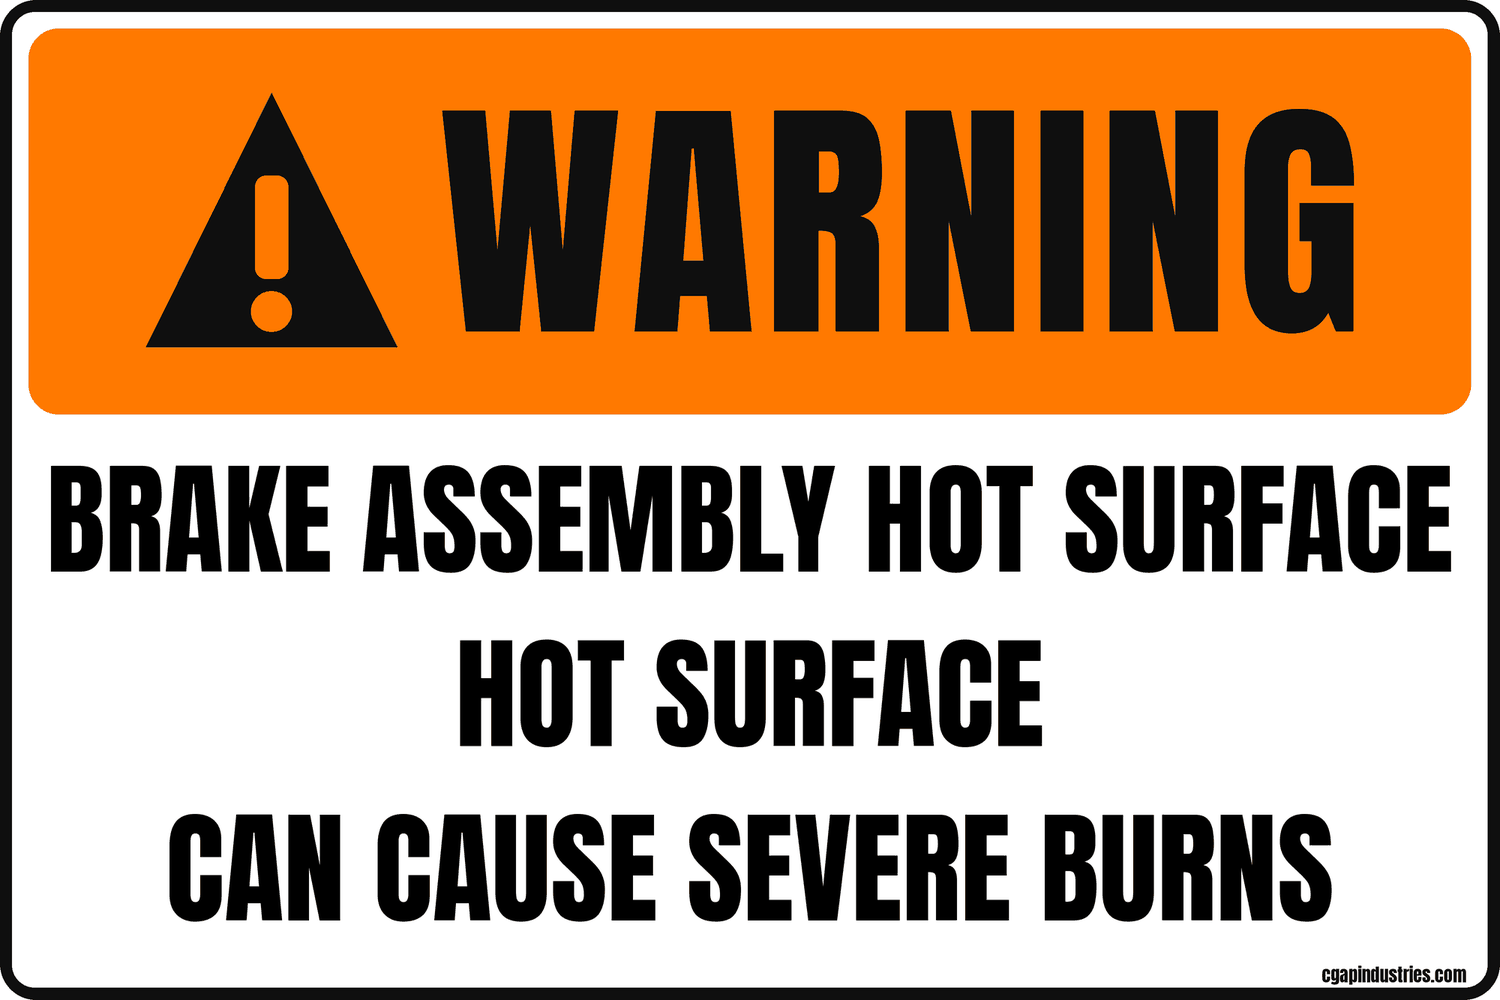 WARNING
BRAKE ASSEMBLY HOT SURFACE
HOT SURFACE
CAN CAUSE SEVERE BURNS
cgapindustries.com